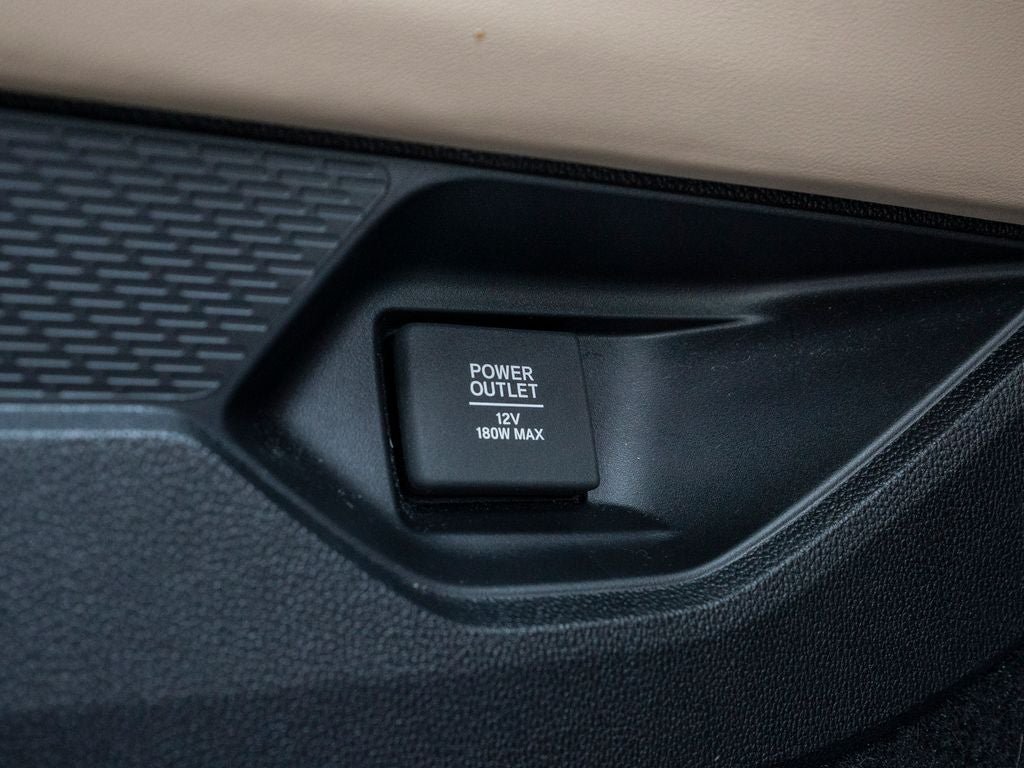 POWER
OUTLET
12V
180W MAX